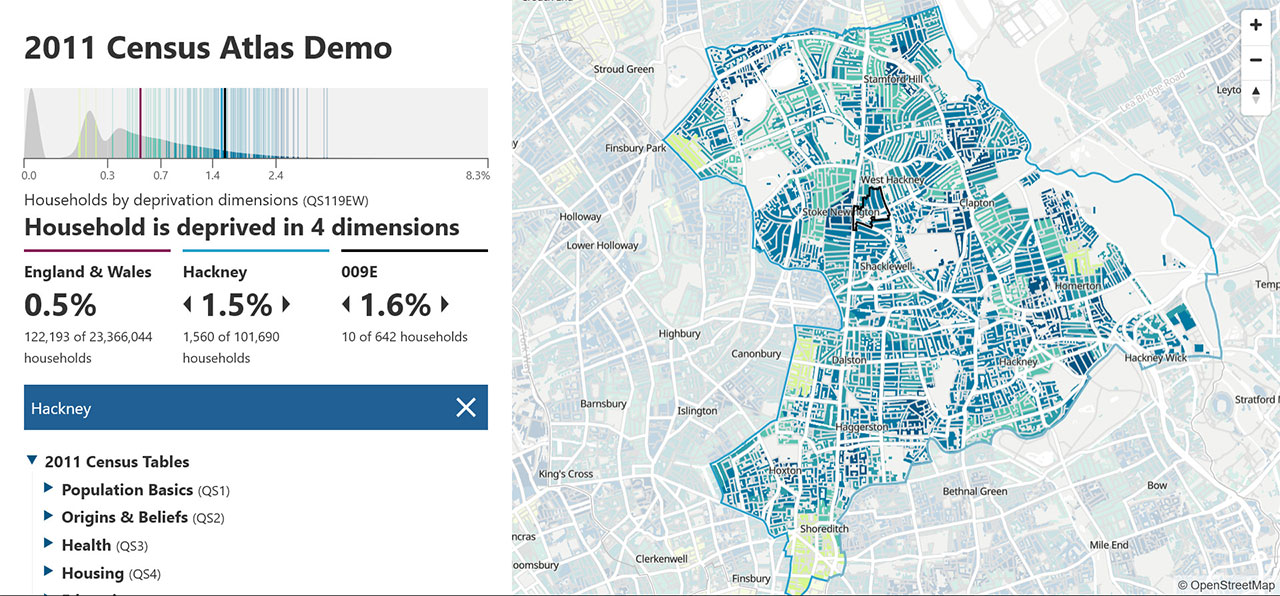 2011 Census Atlas Demo
0.0 0.3 0.7 1.4 2.4 8.3%
Households by deprivation dimensions (QS119EW)
Household is deprived in 4 dimensions
England & Wales Hackney 009E
0.5% 1.5% 1.6%
122,193 of 23,366,044 1,560 of 101,690 10 of 642 households
households households
Hackney
2011 Census Tables
Population Basics (QS1)
Origins & Beliefs (QS2)
Health (QS3)
Housing (QS4)
Stroud Green
Stamford Hill
Lea Bridge Road
Leyto
Finsbury Park
West Hackney
Clapton
Holloway
Stoke Newington
Lower Holloway
Shacklewell
Homerton
Temp
Highbury
Canonbury
Dalston
Hackney
Hackney Wick
Barnsbury
Islington
Stratford
Haggerston
King's Cross
Hoxton
Bethnal Green
Bow
Shoreditch
ncras
Mile End
oomsbury
Clerkenwell
Finsbury
© OpenStreetMap